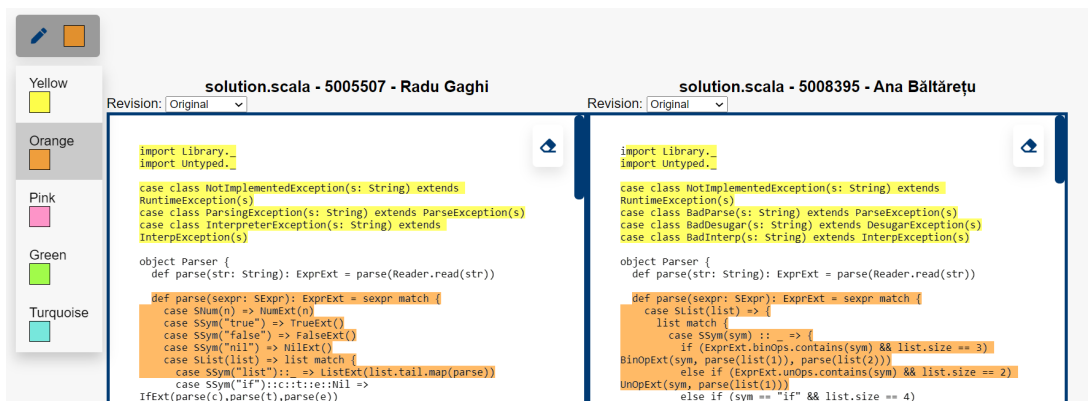 Yellow
Orange
Pink
Green
Turquoise
solution.scala - 5005507 - Radu Gaghi
Revision: Original
import Library._
import Untyped._
case class NotImplementedException(s: String) extends
RuntimeException(s)
case class ParsingException(s: String) extends ParseException(s)
case class InterpreterException(s: String) extends
InterpException(s)
object Parser {
def parse(str: String): ExprExt = parse(Reader.read(str))
def parse(sexpr: SExpr): ExprExt = sexpr match {
case SNum(n) => NumExt(n)
case SSym("true") => TrueExt()
case SSym("false") => FalseExt()
case SSym("nil") => NilExt()
case SList(list) => list match {
case SSym("list")::_ => ListExt(list.tail.map(parse))
case SSym("if")::c::t::e::Nil =>
IfExt(parse(c),parse(t),parse(e))
solution.scala - 5008395 - Ana Băltărețu
Revision: Original
import Library._
import Untyped._
case class NotImplementedException(s: String) extends
RuntimeException(s)
case class BadParse(s: String) extends ParseException(s)
case class BadDesugar(s: String) extends DesugarException(s)
case class BadInterp(s: String) extends InterpException(s)
object Parser {
def parse(str: String): ExprExt = parse(Reader.read(str))
def parse(sexpr: SExpr): ExprExt = sexpr match {
case SList(list) => {
list match {
case SSym(sym) :: _ => {
if (ExprExt.binOps.contains(sym) && list.size == 3)
BinOpExt(sym, parse(list(1)), parse(list(2)))
else if (ExprExt.unOps.contains(sym) && list.size == 2)
UnOpExt(sym, parse(list(1)))
else if (sym == "if" && list.size == 4)